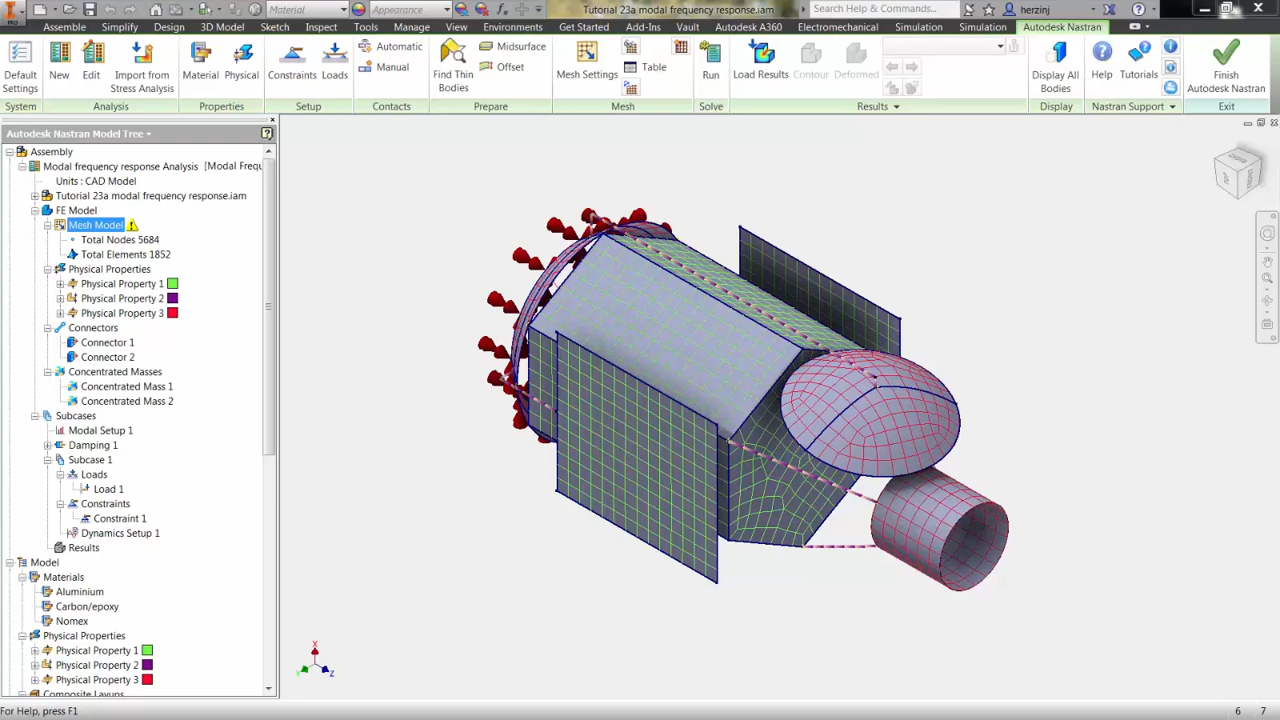 PRO
Material
Appearance
Tutorial 23a modal frequency response.iam
Search Help & Commands...
herzinj
Assemble Simplify Design 3D Model Sketch Inspect Tools Manage View Environments Get Started Add-Ins Vault Autodesk A360 Electromechanical Simulation Simulation Autodesk Nastran
Default Settings
New
Edit
Import from Stress Analysis
Material
Physical
Constraints
Loads
Automatic
Manual
Find Thin Bodies
Midsurface
Offset
Mesh Settings
Table
Run
Load Results
Contour
Deformed
Display All Bodies
Help
Tutorials
Finish Autodesk Nastran
System Analysis Properties Setup Contacts Prepare Mesh Solve Results Display Nastran Support Exit
Autodesk Nastran Model Tree
Assembly
Modal frequency response Analysis [Modal Frequ
Units : CAD Model
Tutorial 23a modal frequency response.iam
FE Model
Mesh Model
Total Nodes 5684
Total Elements 1852
Physical Properties
Physical Property 1
Physical Property 2
Physical Property 3
Connectors
Connector 1
Connector 2
Concentrated Masses
Concentrated Mass 1
Concentrated Mass 2
Subcases
Modal Setup 1
Damping 1
Subcase 1
Loads
Load 1
Constraints
Constraint 1
Dynamics Setup 1
Results
Model
Materials
Aluminium
Carbon/epoxy
Nomex
Physical Properties
Physical Property 1
Physical Property 2
Physical Property 3
Composite Layups
X
Y
Z
For Help, press F1
6 7